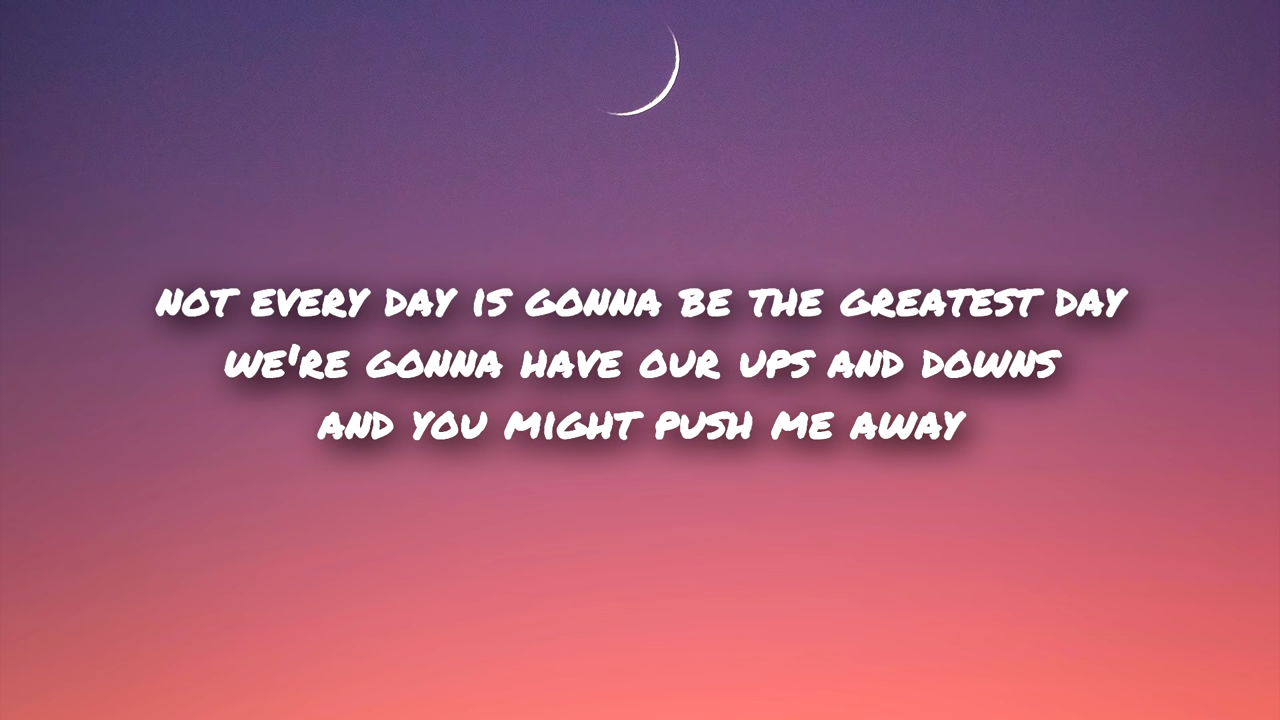 NOT EVERY DAY IS GONNA BE THE GREATEST DAY
WE'RE GONNA HAVE OUR UPS AND DOWNS
AND YOU MIGHT PUSH ME AWAY